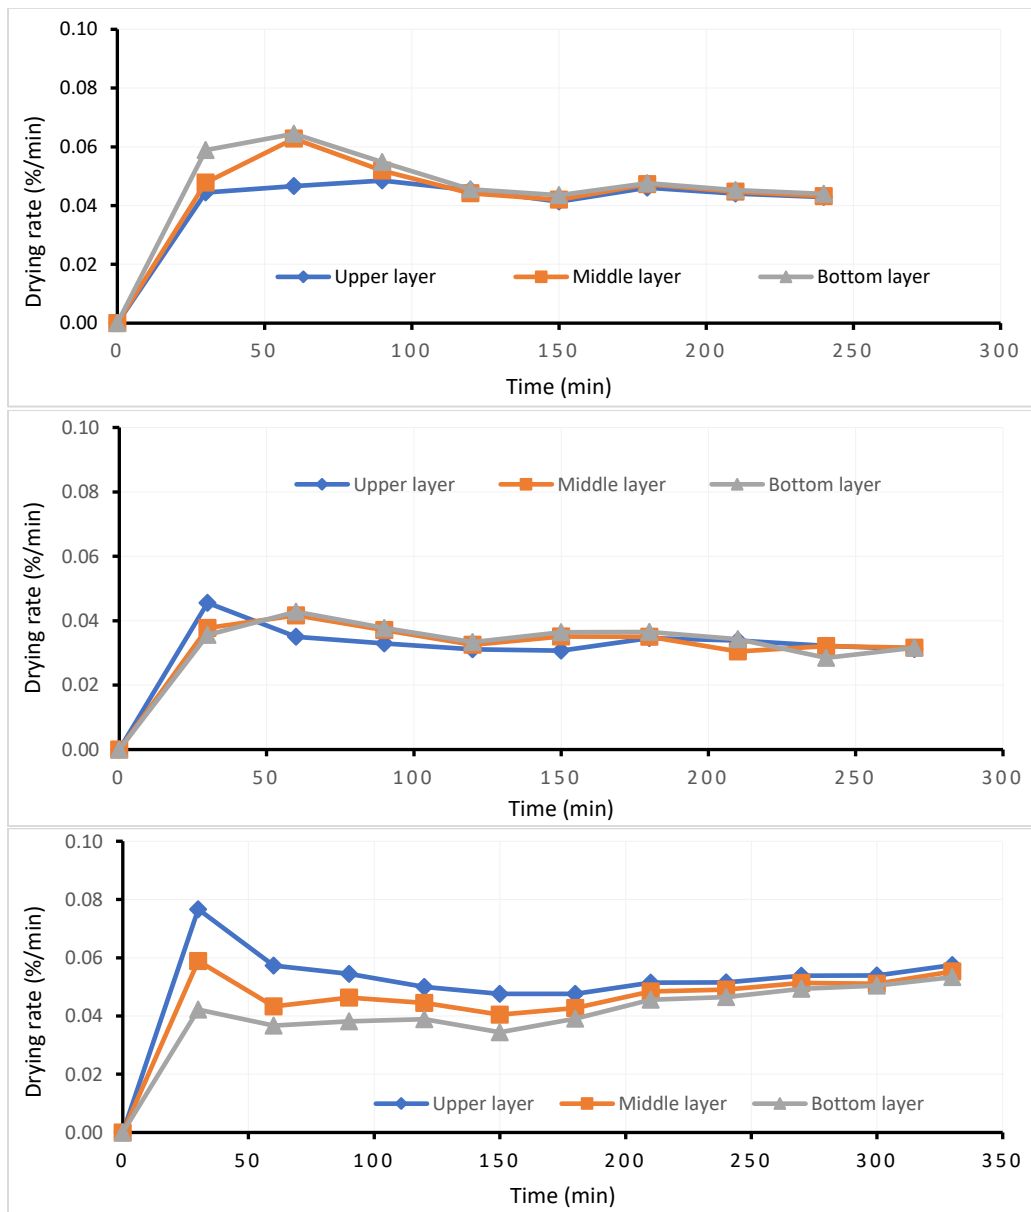 0.10
0.08
0.06
0.04
0.02
0.00
Drying rate (%/min)
Upper layer Middle layer Bottom layer
0 50 100 150 200 250 300
Time (min)
0.10
0.08
0.06
0.04
0.02
0.00
Drying rate (%/min)
Upper layer Middle layer Bottom layer
0 50 100 150 200 250 300
Time (min)
0.10
0.08
0.06
0.04
0.02
0.00
Drying rate (%/min)
Upper layer Middle layer Bottom layer
0 50 100 150 200 250 300 350
Time (min)